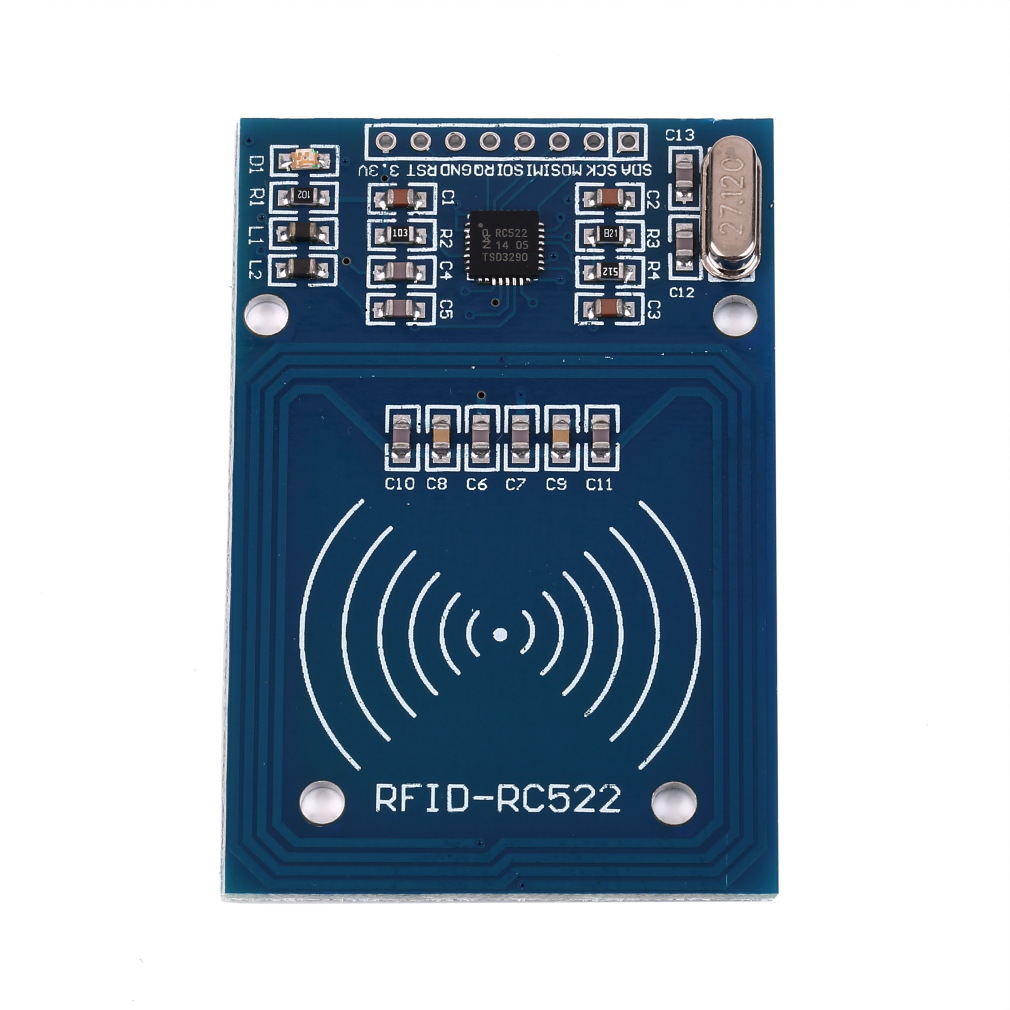 C13
D1
SDA SCK MOSI MISO IRQ GND RST 3.3V
27.120
R1
102
C1
C2
RC522
14 05
TSD3290
L1
103
R2
B21
R3
L2
C4
512
R4
C12
C5
C3
C10 C8 C6 C7 C9 C11
RFID-RC522